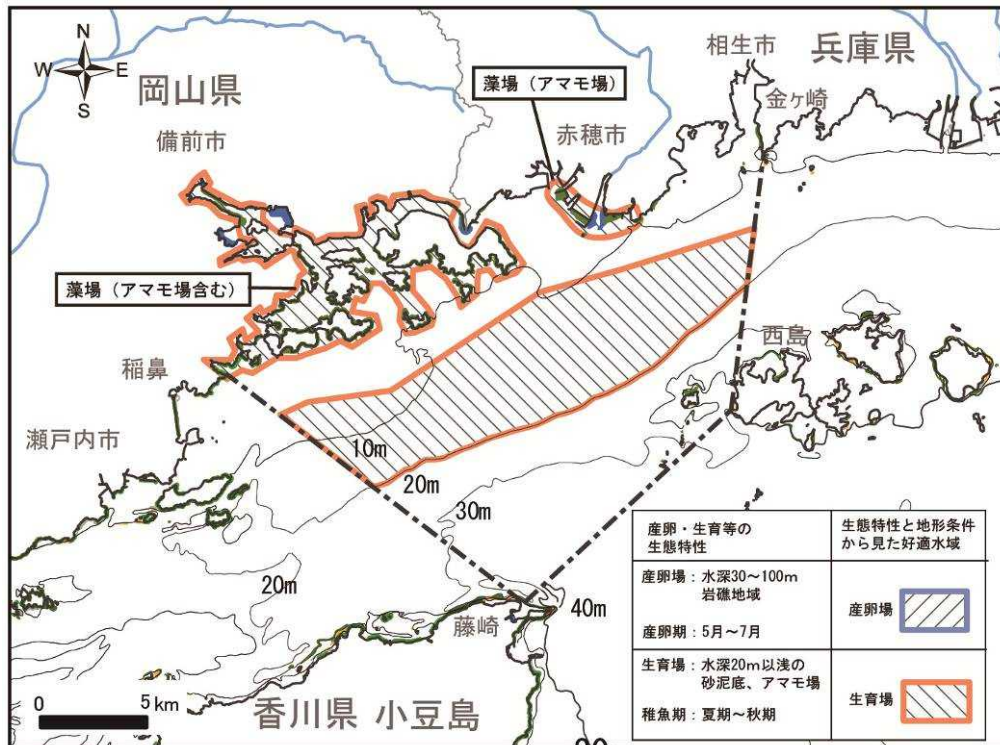 N
W E
S
岡山県
備前市
藻場（アマモ場）
赤穂市
相生市
兵庫県
金ヶ崎
藻場（アマモ場含む）
稲鼻
瀬戸内市
西島
10m
20m
30m
20m
40m
藤崎
香川県 小豆島
0 5km
産卵・生育等の
生態特性
生態特性と地形条件
から見た好適水域
産卵場：水深30～100m
岩礁地域
産卵期：5月～7月
産卵場
生育場：水深20m以浅の
砂泥底、アマモ場
稚魚期：夏期～秋期
生育場